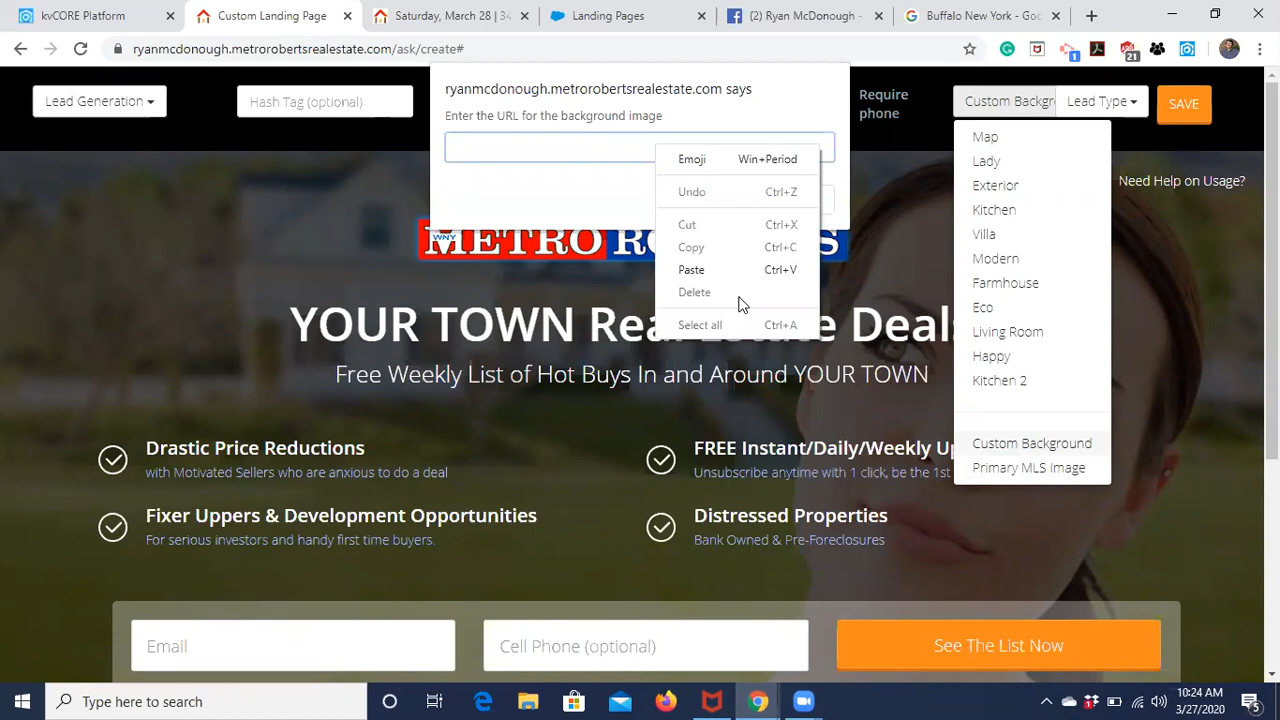 kvCORE Platform
Custom Landing Page
Saturday, March 28 | 34
Landing Pages
(2) Ryan McDonough -
Buffalo New York - Goo
ryanmcdonough.metrorobertsrealestate.com/ask/create#
1
21
ryanmcdonough.metrorobertsrealestate.com says
Enter the URL for the background image
Lead Generation
Hash Tag (optional)
Require phone
Custom Backgr
Lead Type
SAVE
Need Help on Usage?
Emoji Win+Period
Undo Ctrl+Z
Cut Ctrl+X
Copy Ctrl+C
Paste Ctrl+V
Delete
Select all Ctrl+A
Map
Lady
Exterior
Kitchen
Villa
Modern
Farmhouse
Eco
Living Room
Happy
Kitchen 2
Custom Background
Primary MLS Image
WNY METRO RO S
YOUR TOWN Real Estate Deals
Free Weekly List of Hot Buys In and Around YOUR TOWN
Drastic Price Reductions
with Motivated Sellers who are anxious to do a deal
FREE Instant/Daily/Weekly Up
Unsubscribe anytime with 1 click, be the 1st
Fixer Uppers & Development Opportunities
For serious investors and handy first time buyers.
Distressed Properties
Bank Owned & Pre-Foreclosures
Email
Cell Phone (optional)
See The List Now
Type here to search
10:24 AM
3/27/2020
5